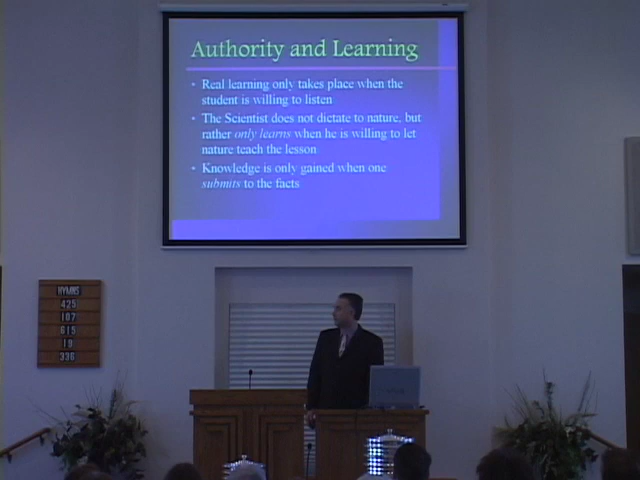 Authority and Learning
• Real learning only takes place when the
student is willing to listen
• The Scientist does not dictate to nature, but
rather only learns when he is willing to let
nature teach the lesson
• Knowledge is only gained when one
submits to the facts
HYMNS
425
187
615
19
336